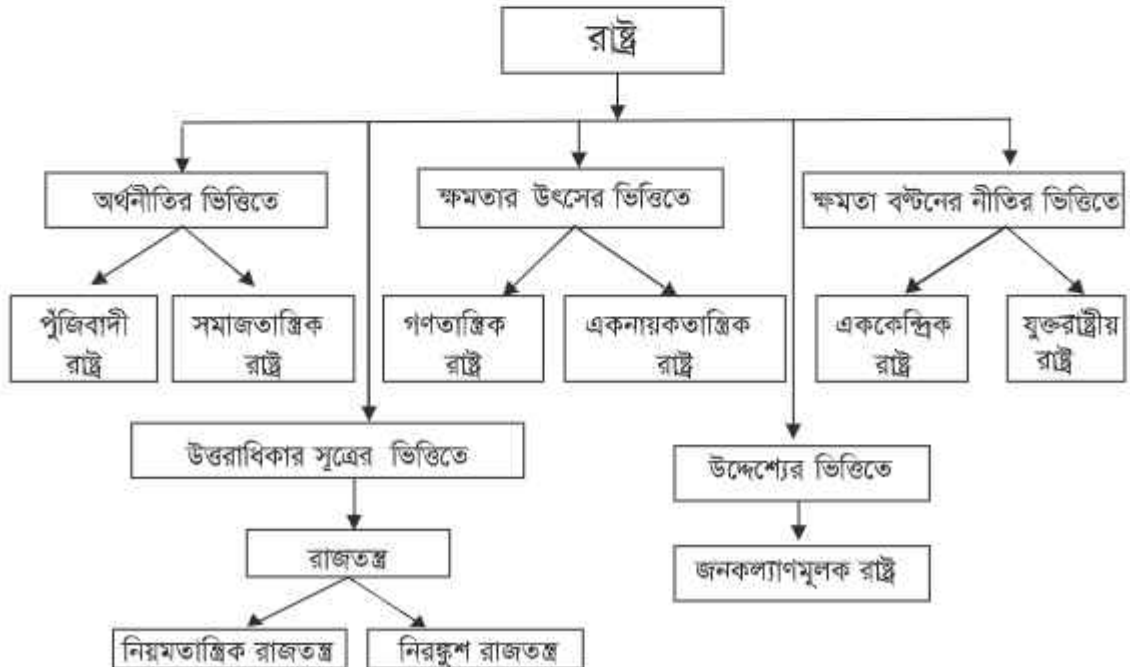 রাষ্ট্র
অর্থনীতির ভিত্তিতে
ক্ষমতার উৎসের ভিত্তিতে
ক্ষমতা বণ্টনের নীতির ভিত্তিতে
পুঁজিবাদী
রাষ্ট্র
সমাজতান্ত্রিক
রাষ্ট্র
গণতান্ত্রিক
রাষ্ট্র
একনায়কতান্ত্রিক
রাষ্ট্র
এককেন্দ্রিক
রাষ্ট্র
যুক্তরাষ্ট্রীয়
রাষ্ট্র
উত্তরাধিকার সূত্রের ভিত্তিতে
উদ্দেশ্যের ভিত্তিতে
রাজতন্ত্র
জনকল্যাণমূলক রাষ্ট্র
নিয়মতান্ত্রিক রাজতন্ত্র
নিরঙ্কুশ রাজতন্ত্র